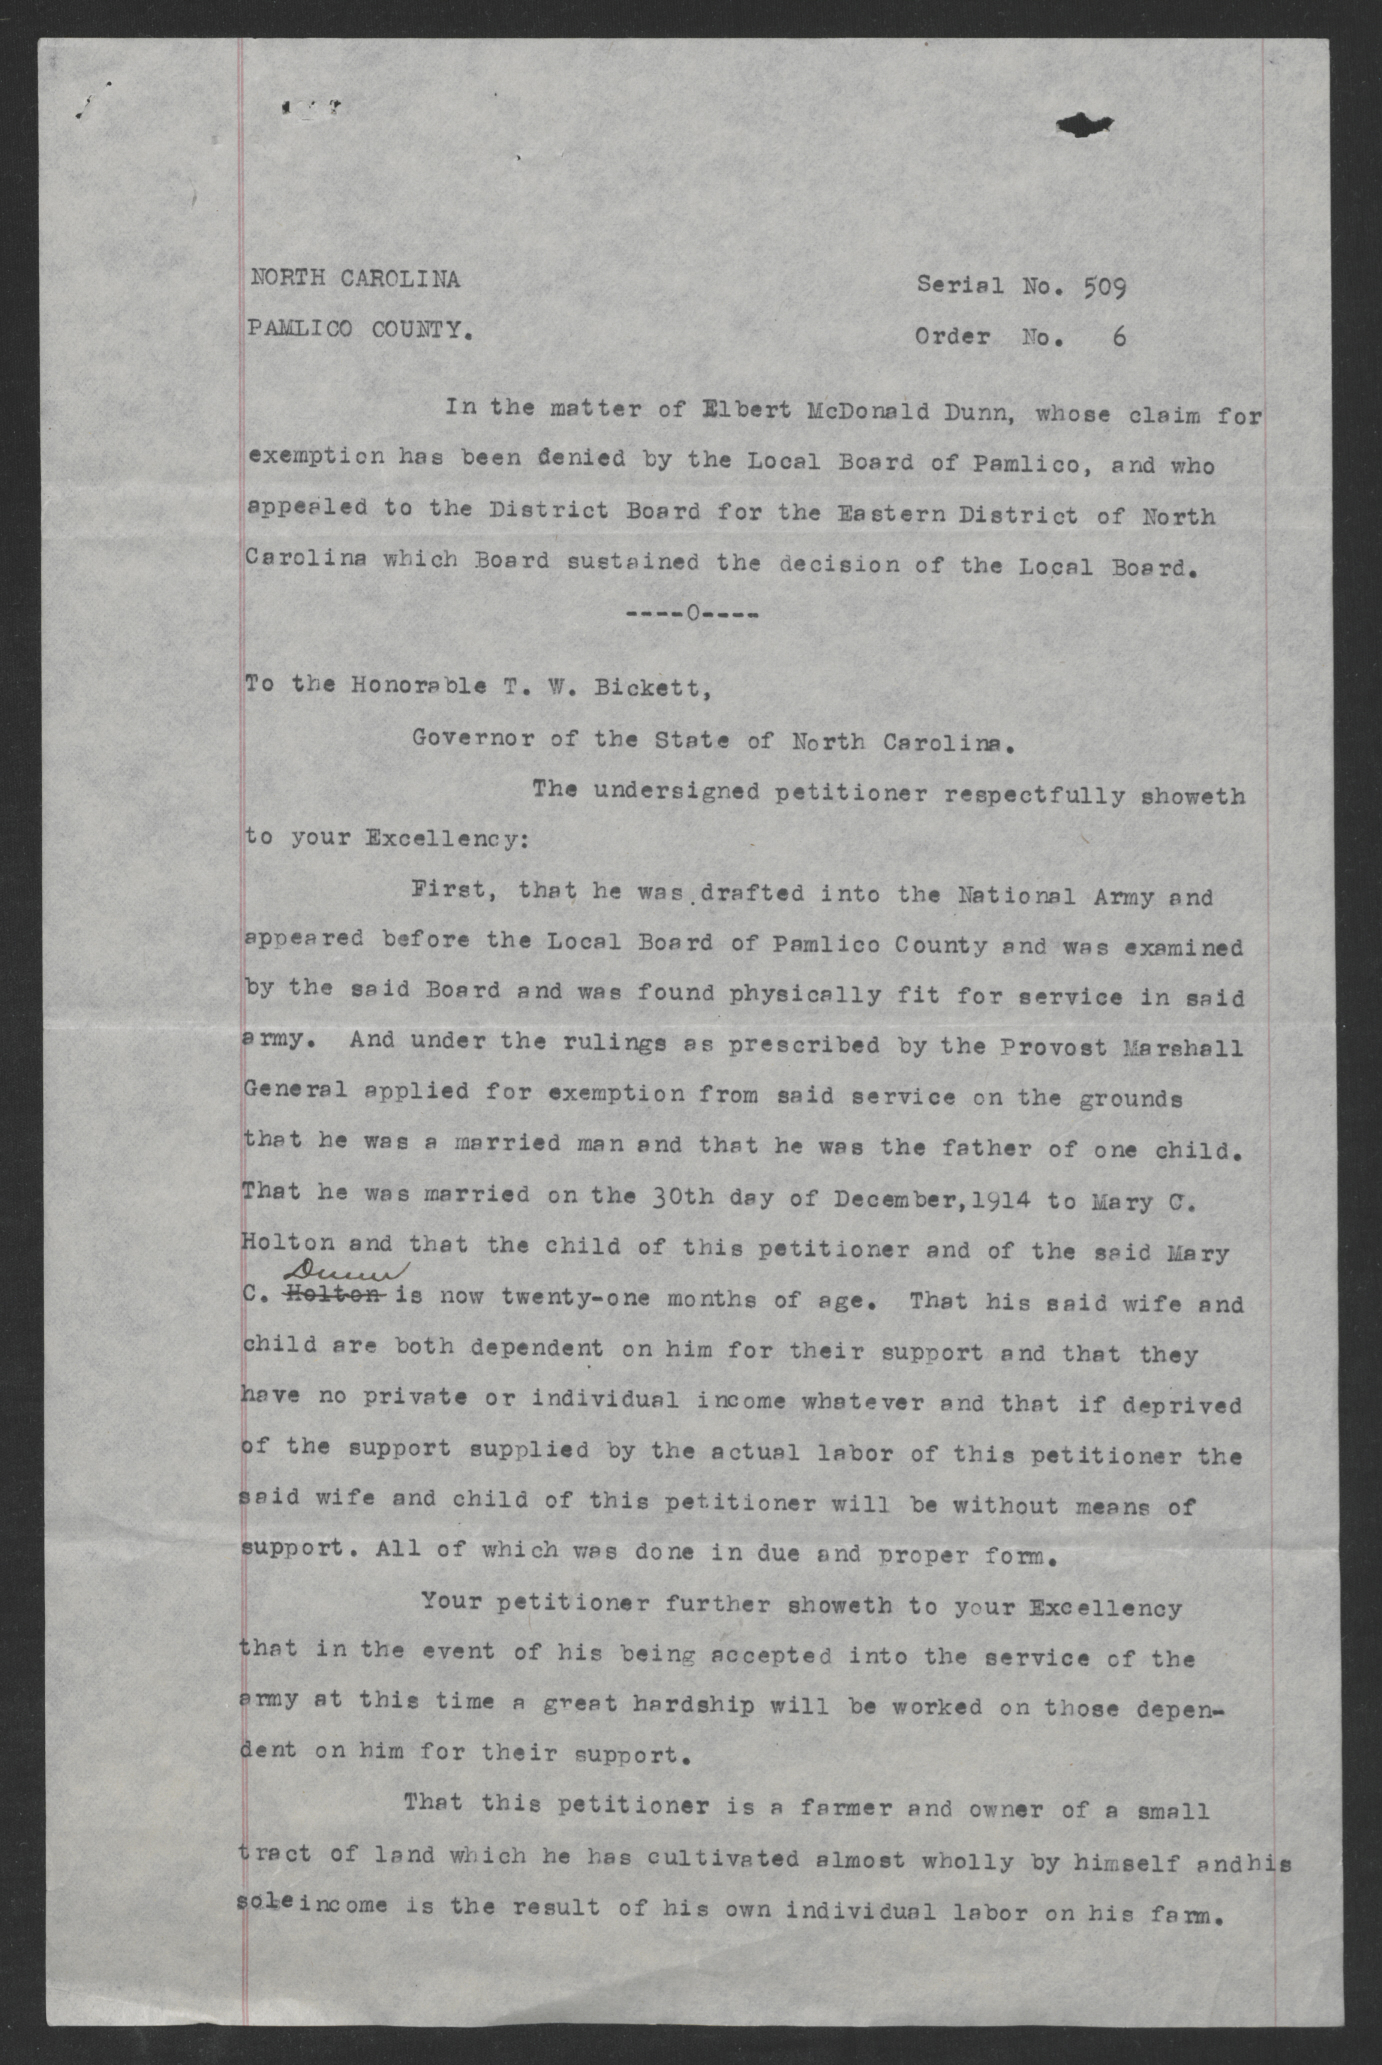 NORTH CAROLINA
Serial No. 509
PAMLICO COUNTY.
Order No. 6
In the matter of Elbert McDonald Dunn, whose claim for
exemption has been denied by the Local Board of Pamlico, and who
appealed to the District Board for the Eastern District of North
Carolina which Board sustained the decision of the Local Board.
----0----
To the Honorable T. W. Bickett,
Governor of the State of North Carolina.
The undersigned petitioner respectfully showeth
to your Excellency:
First, that he was drafted into the National Army and
appeared before the Local Board of Pamlico County and was examined
by the said Board and was found physically fit for service in said
army. And under the rulings as prescribed by the Provost Marshall
General applied for exemption from said service on the grounds
that he was a married man and that he was the father of one child.
That he was married on the 30th day of December,1914 to Mary C.
Holton and that the child of this petitioner and of the said Mary
Dunn
C. Holton is now twenty-one months of age. That his said wife and
child are both dependent on him for their support and that they
have no private or individual income whatever and that if deprived
of the support supplied by the actual labor of this petitioner the
said wife and child of this petitioner will be without means of
support. All of which was done in due and proper form.
Your petitioner further showeth to your Excellency
that in the event of his being accepted into the service of the
army at this time a great hardship will be worked on those depen-
dent on him for their support.
That this petitioner is a farmer and owner of a small
tract of land which he has cultivated almost wholly by himself andhis
soleincome is the result of his own individual labor on his farm.